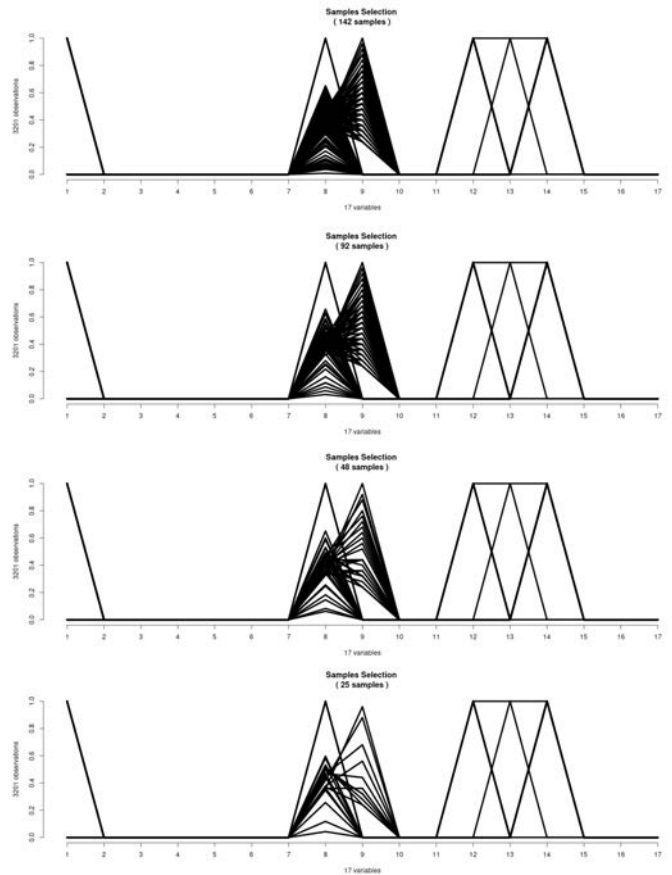 Samples Selection
( 142 samples )
3201 observations
0.0 0.2 0.4 0.6 0.8 1.0
1 2 3 4 5 6 7 8 9 10 11 12 13 14 15 16 17
17 variables
Samples Selection
( 92 samples )
3201 observations
0.0 0.2 0.4 0.6 0.8 1.0
1 2 3 4 5 6 7 8 9 10 11 12 13 14 15 16 17
17 variables
Samples Selection
( 48 samples )
3201 observations
0.0 0.2 0.4 0.6 0.8 1.0
1 2 3 4 5 6 7 8 9 10 11 12 13 14 15 16 17
17 variables
Samples Selection
( 25 samples )
3201 observations
0.0 0.2 0.4 0.6 0.8 1.0
1 2 3 4 5 6 7 8 9 10 11 12 13 14 15 16 17
17 variables